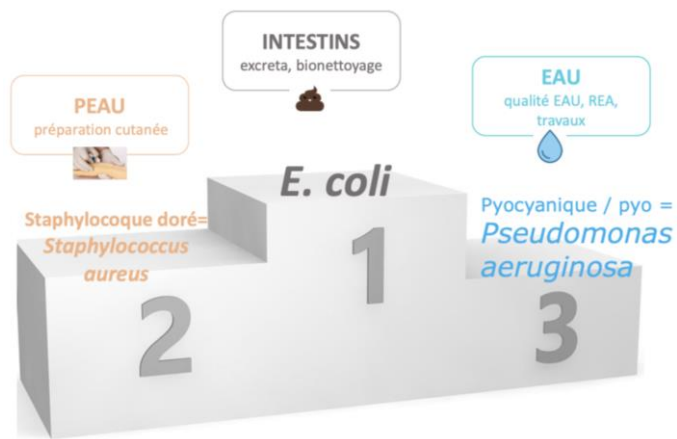 INTESTINS
excreta, bionettoyage
PEAU
préparation cutanée
EAU
qualité EAU, REA,
travaux
E. coli
Staphylocoque doré=
Staphylococcus
aureus
Pyocyanique / pyo =
Pseudomonas
aeruginosa
1
2
3